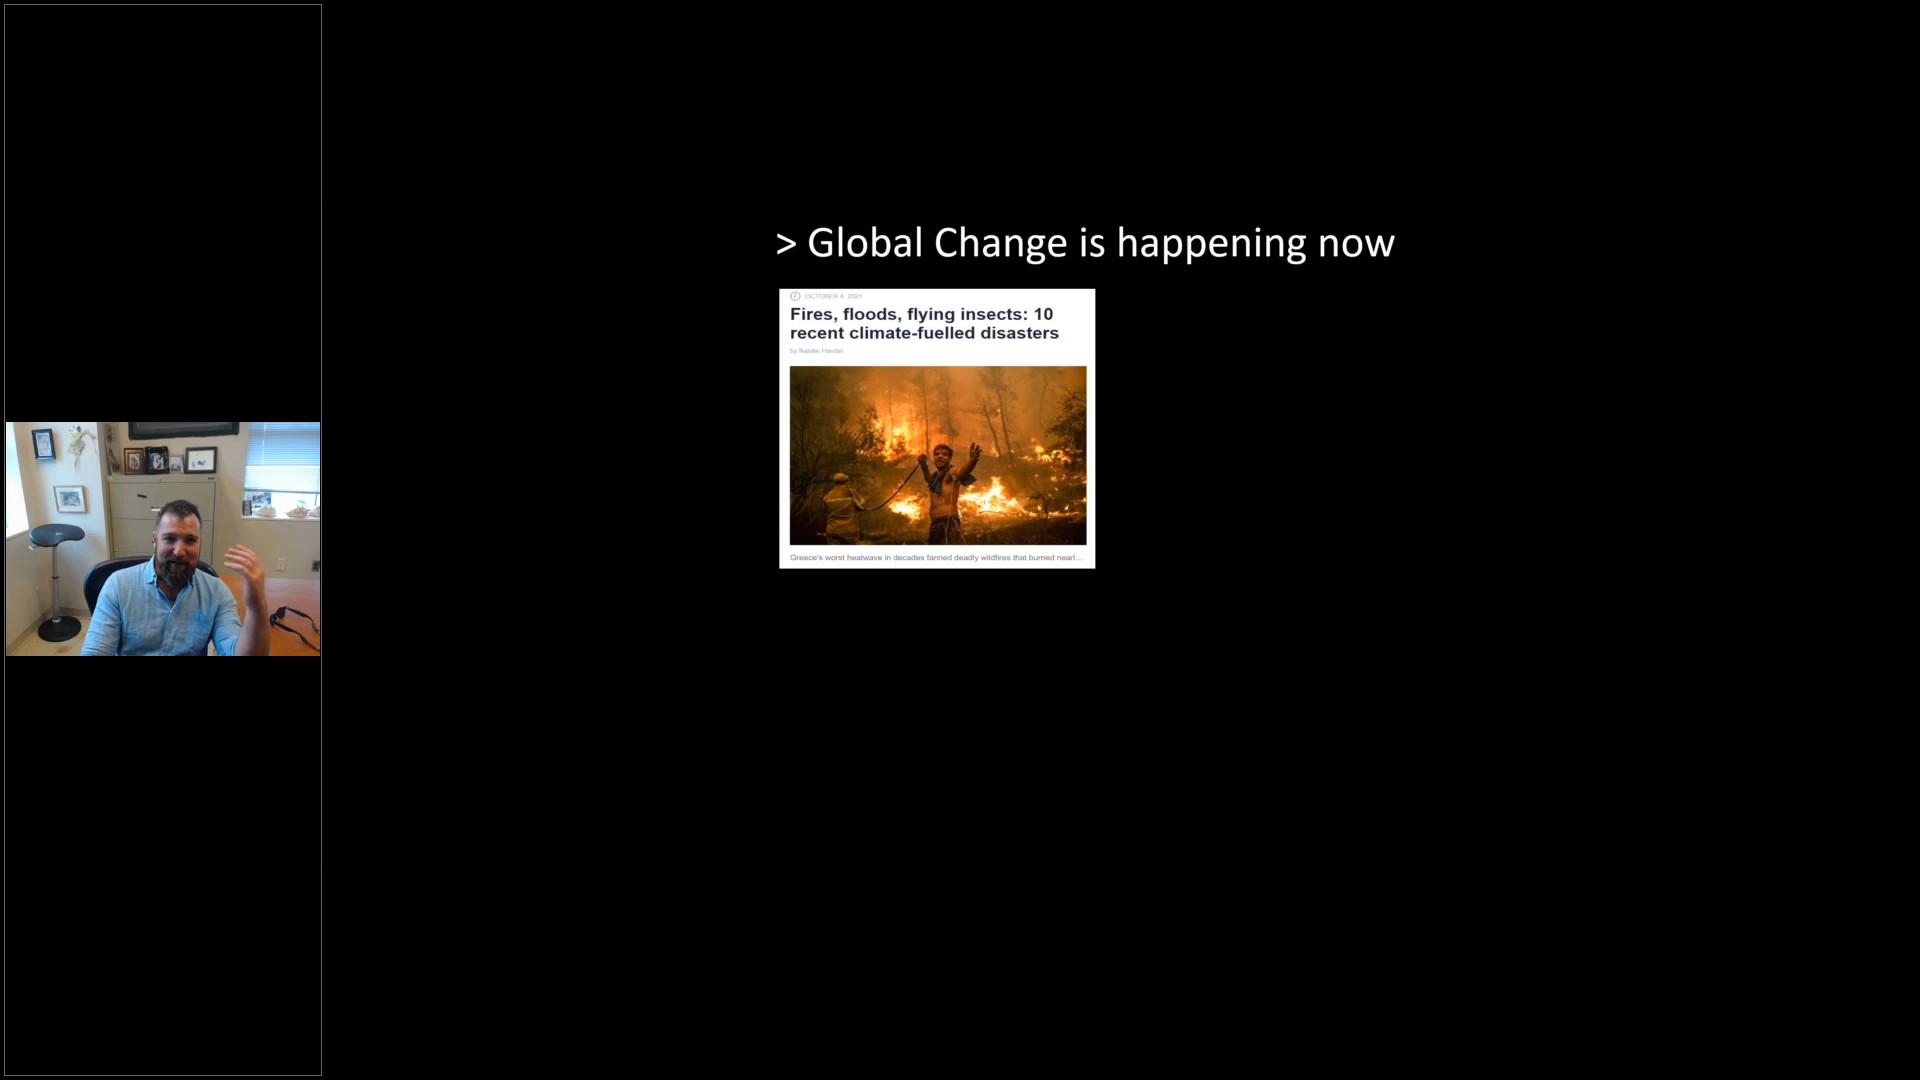 > Global Change is happening now
OCTOBER 4, 2021
Fires, floods, flying insects: 10
recent climate-fuelled disasters
by Natalie Handel
Greece's worst heatwave in decades fanned deadly wildfires that burned nearl...